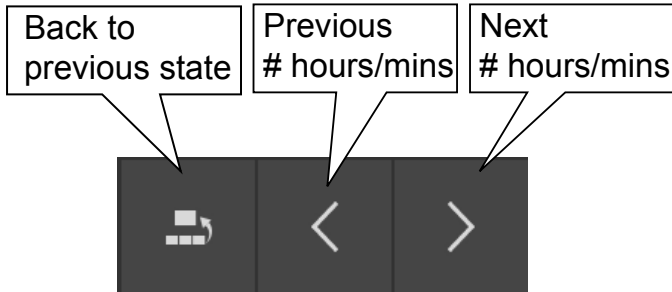 Back to
previous state
Previous
# hours/mins
Next
# hours/mins